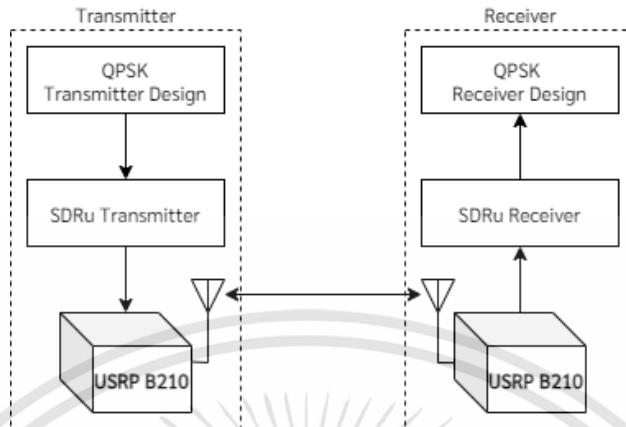 Transmitter
QPSK
Transmitter Design
SDRu Transmitter
USRP B210
Receiver
QPSK
Receiver Design
SDRu Receiver
USRP B210